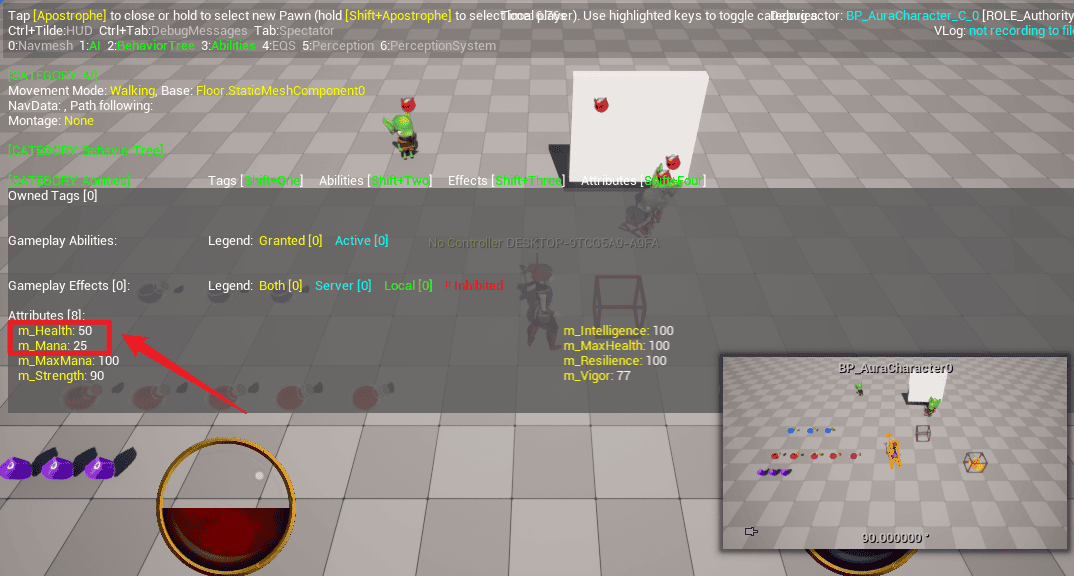 Tap [Apostrophe] to close or hold to select new Pawn (hold [Shift+Apostrophe] to select local player). Use highlighted keys to toggle categories.
Debug actor: BP_AuraCharacter_C_0 [ROLE_Authority
Ctrl+Tilde:HUD Ctrl+Tab:DebugMessages Tab:Spectator
VLog: not recording to file
0:Navmesh 1:AI 2:BehaviorTree 3:Abilities 4:EQS 5:Perception 6:PerceptionSystem
[CATEGORY: AI]
Movement Mode: Walking, Base: Floor.StaticMeshComponent0
NavData: , Path following:
Montage: None
[CATEGORY: BehaviorTree]
[CATEGORY: Abilities] Tags [Shift+One] Abilities [Shift+Two] Effects [Shift+Three] Attributes [Shift+Four]
Owned Tags [0]
Gameplay Abilities: Legend: Granted [0] Active [0]
No Controller
Gameplay Effects [0]: Legend: Both [0] Server [0] Local [0] # Inhibited
Attributes [8]:
m_Health: 50 m_Intelligence: 100
m_Mana: 25 m_MaxHealth: 100
m_MaxMana: 100 m_Resilience: 100
m_Strength: 90 m_Vigor: 77
BP_AuraCharacter0
90.000000 °